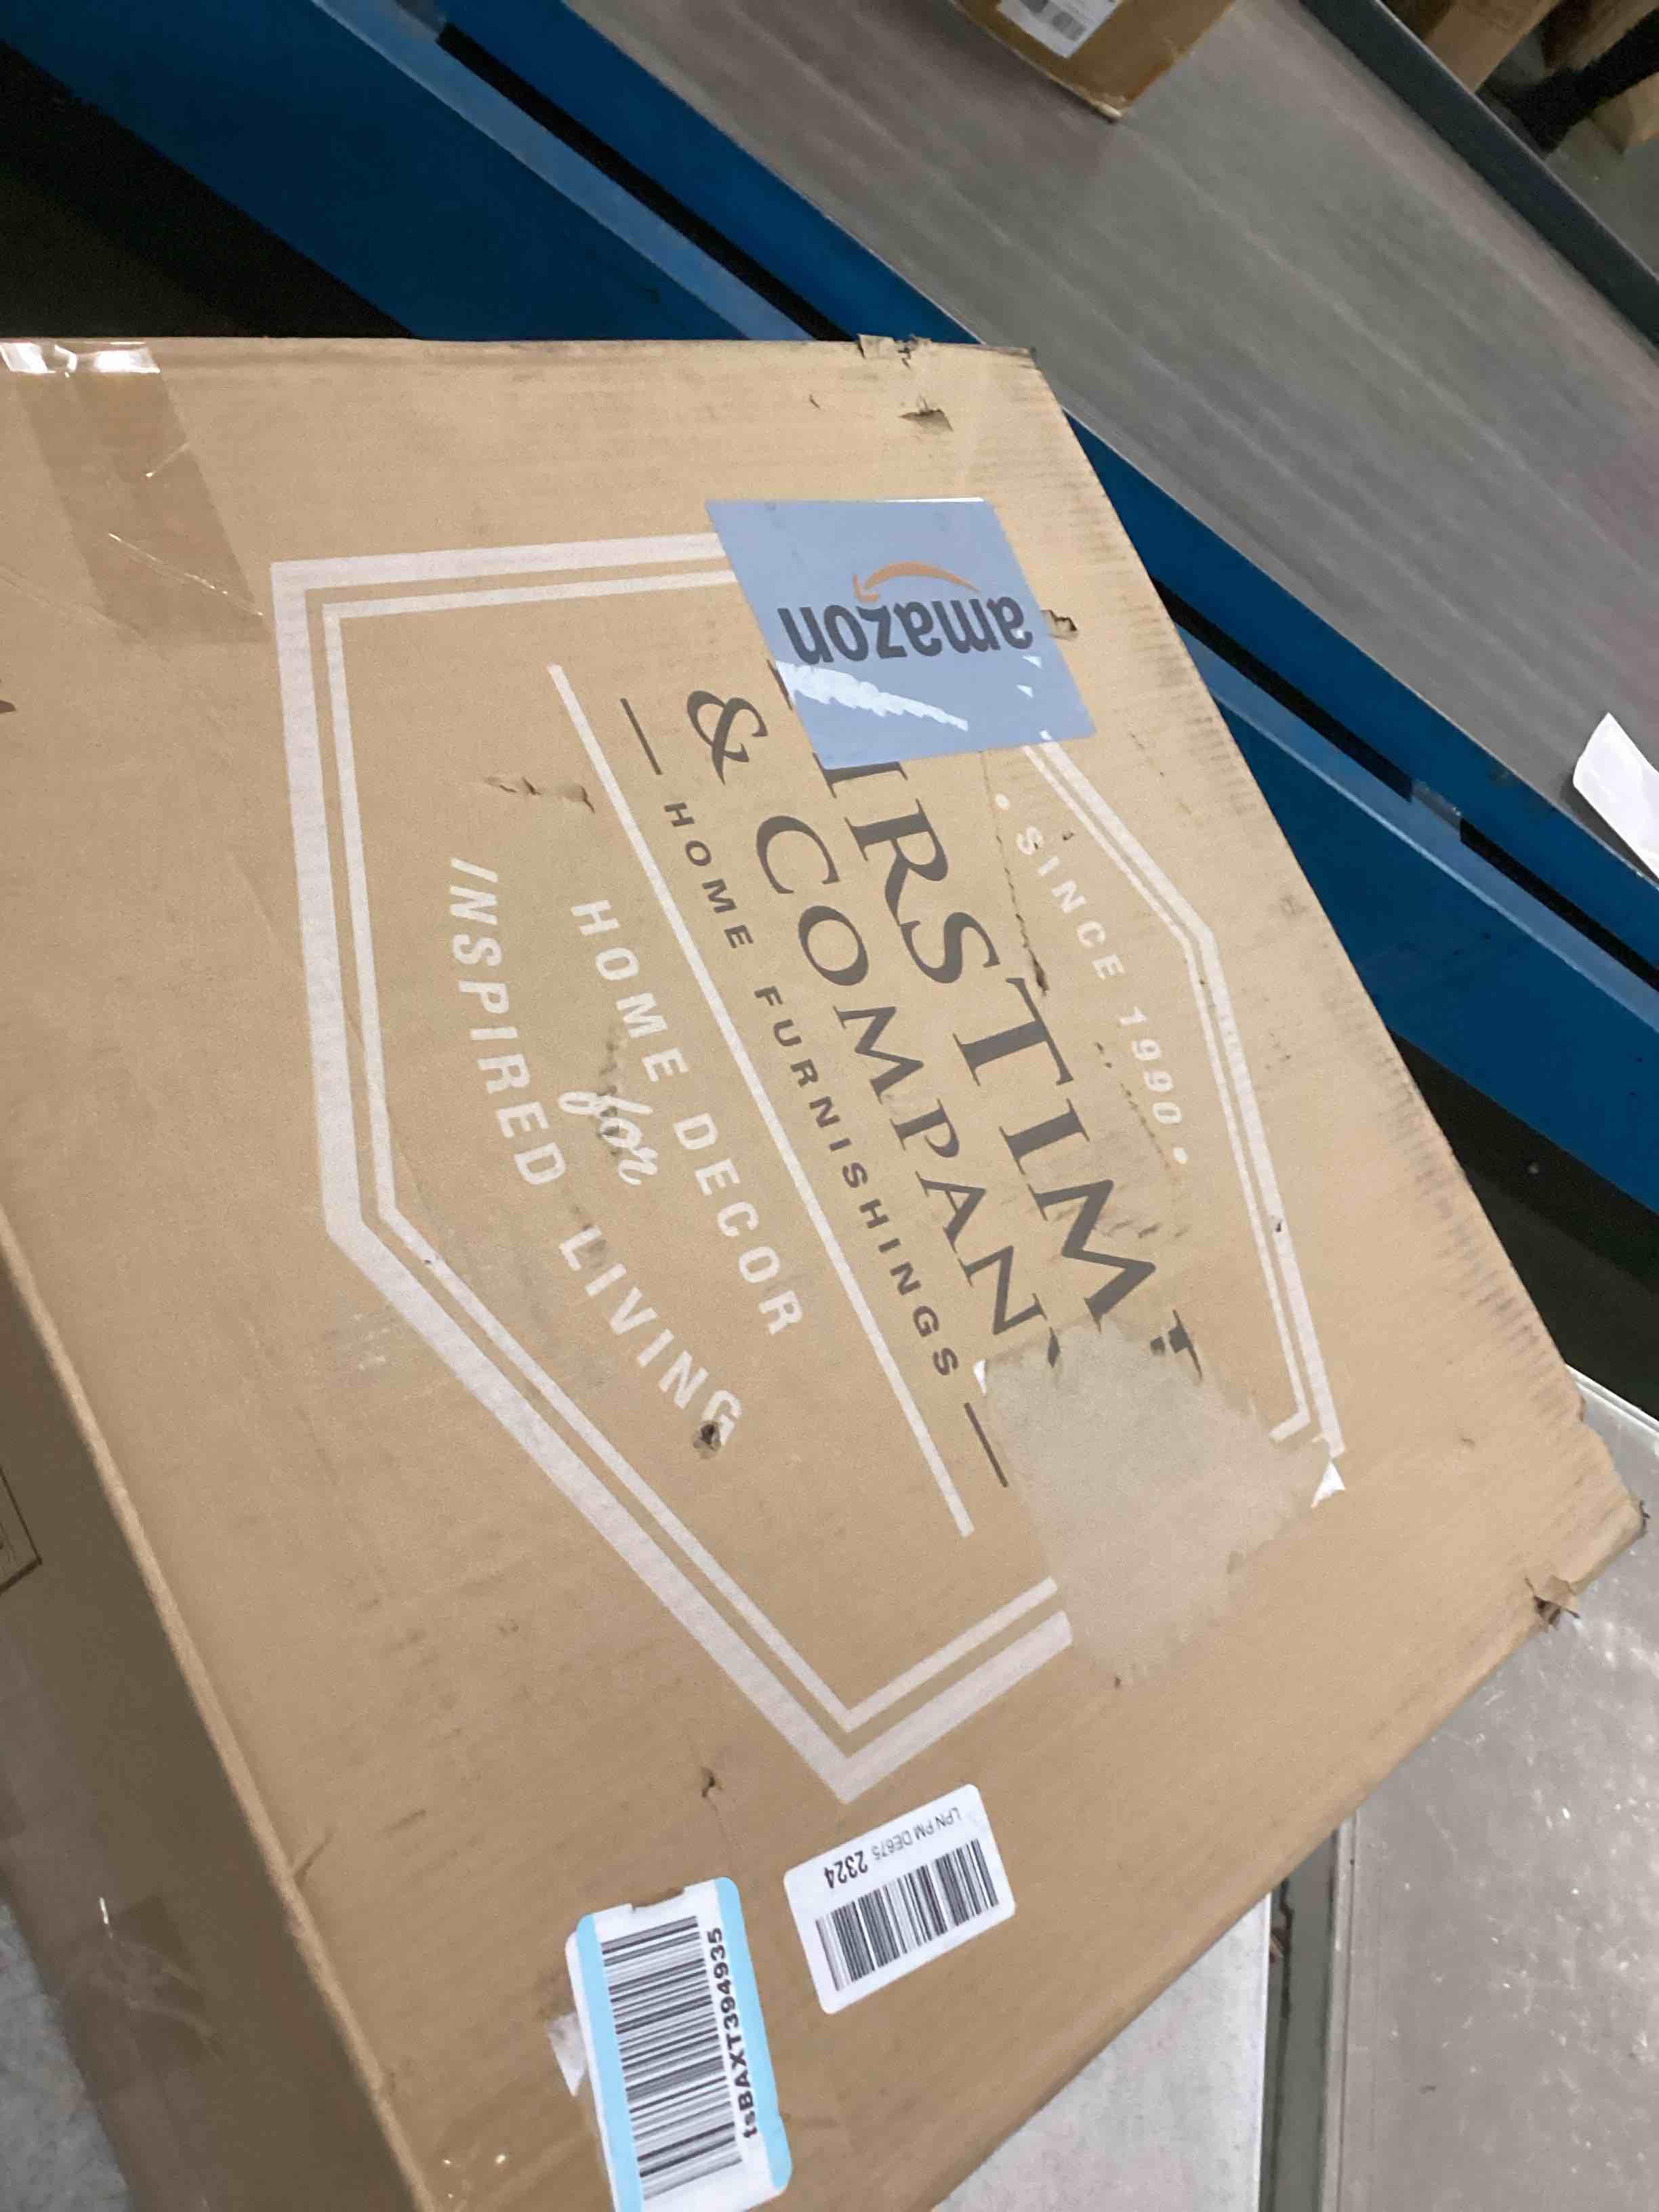 amazon
• SINCE 1990 •
IRSTIM
& COMPAN
— HOME FURNISHINGS —
HOME DECOR
for
INSPIRED LIVING
LPN PM DE675 2324
tsBAXT394935